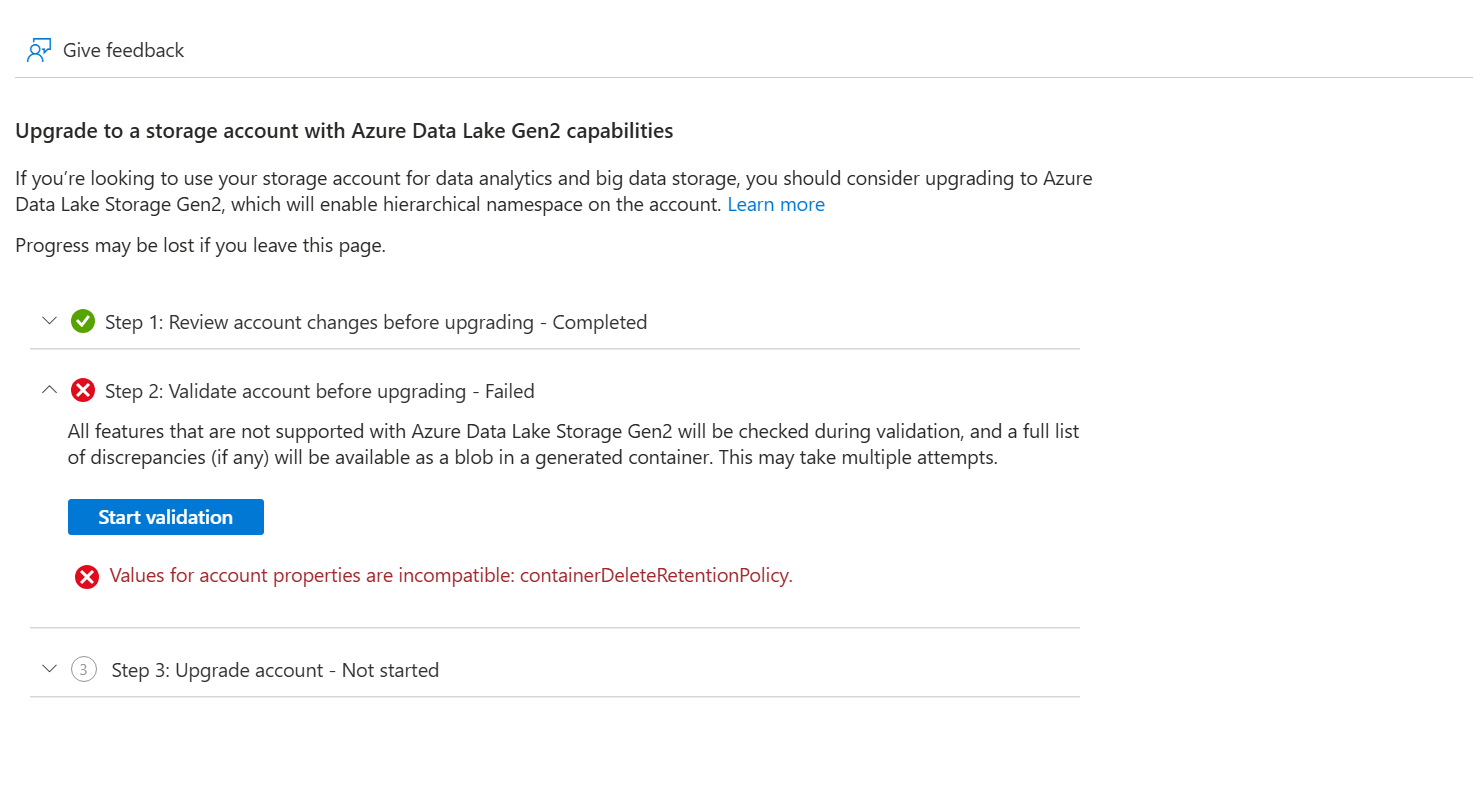 Give feedback
Upgrade to a storage account with Azure Data Lake Gen2 capabilities
If you're looking to use your storage account for data analytics and big data storage, you should consider upgrading to Azure
Data Lake Storage Gen2, which will enable hierarchical namespace on the account. Learn more
Progress may be lost if you leave this page.
Step 1: Review account changes before upgrading - Completed
Step 2: Validate account before upgrading - Failed
All features that are not supported with Azure Data Lake Storage Gen2 will be checked during validation, and a full list
of discrepancies (if any) will be available as a blob in a generated container. This may take multiple attempts.
Start validation
Values for account properties are incompatible: containerDeleteRetentionPolicy.
3 Step 3: Upgrade account - Not started